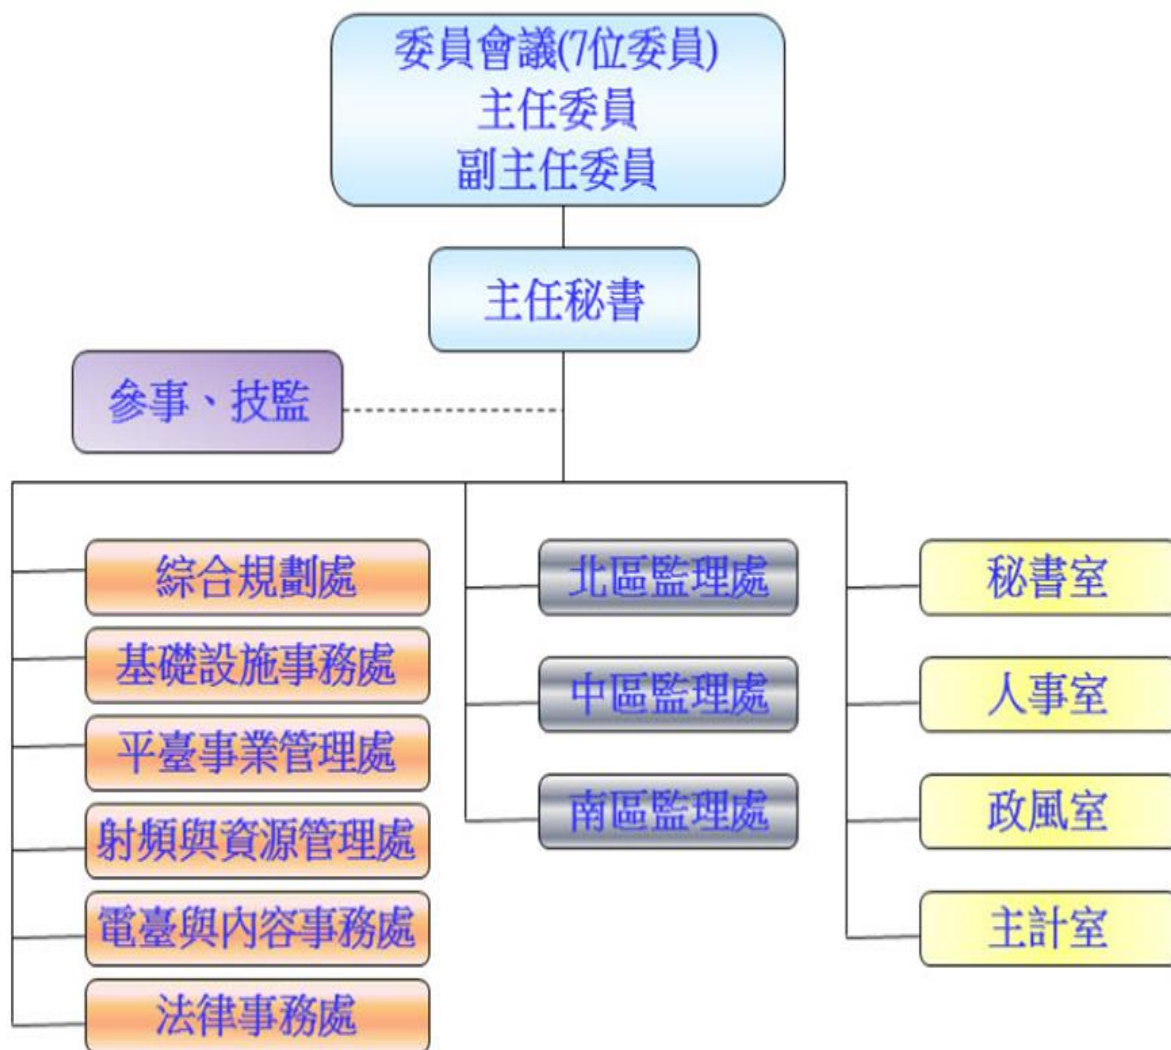 委員會議(7位委員)
主任委員
副主任委員
主任秘書
參事、技監
綜合規劃處
基礎設施事務處
平臺事業管理處
射頻與資源管理處
電臺與內容事務處
法律事務處
北區監理處
中區監理處
南區監理處
秘書室
人事室
政風室
主計室